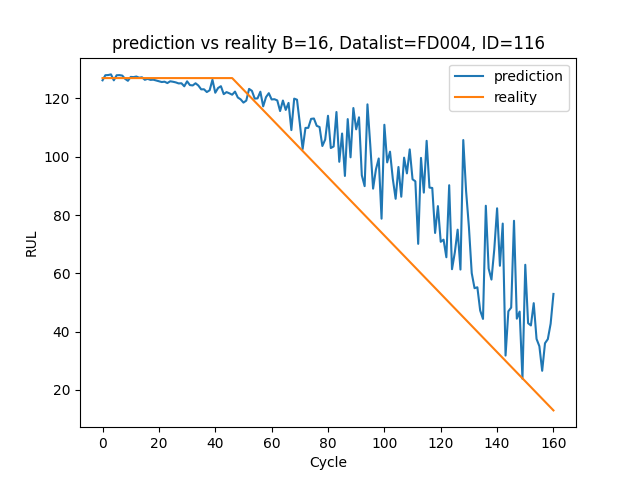 prediction vs reality B=16, Datalist=FD004, ID=116
prediction
reality
RUL
120
100
80
60
40
20
0 20 40 60 80 100 120 140 160
Cycle